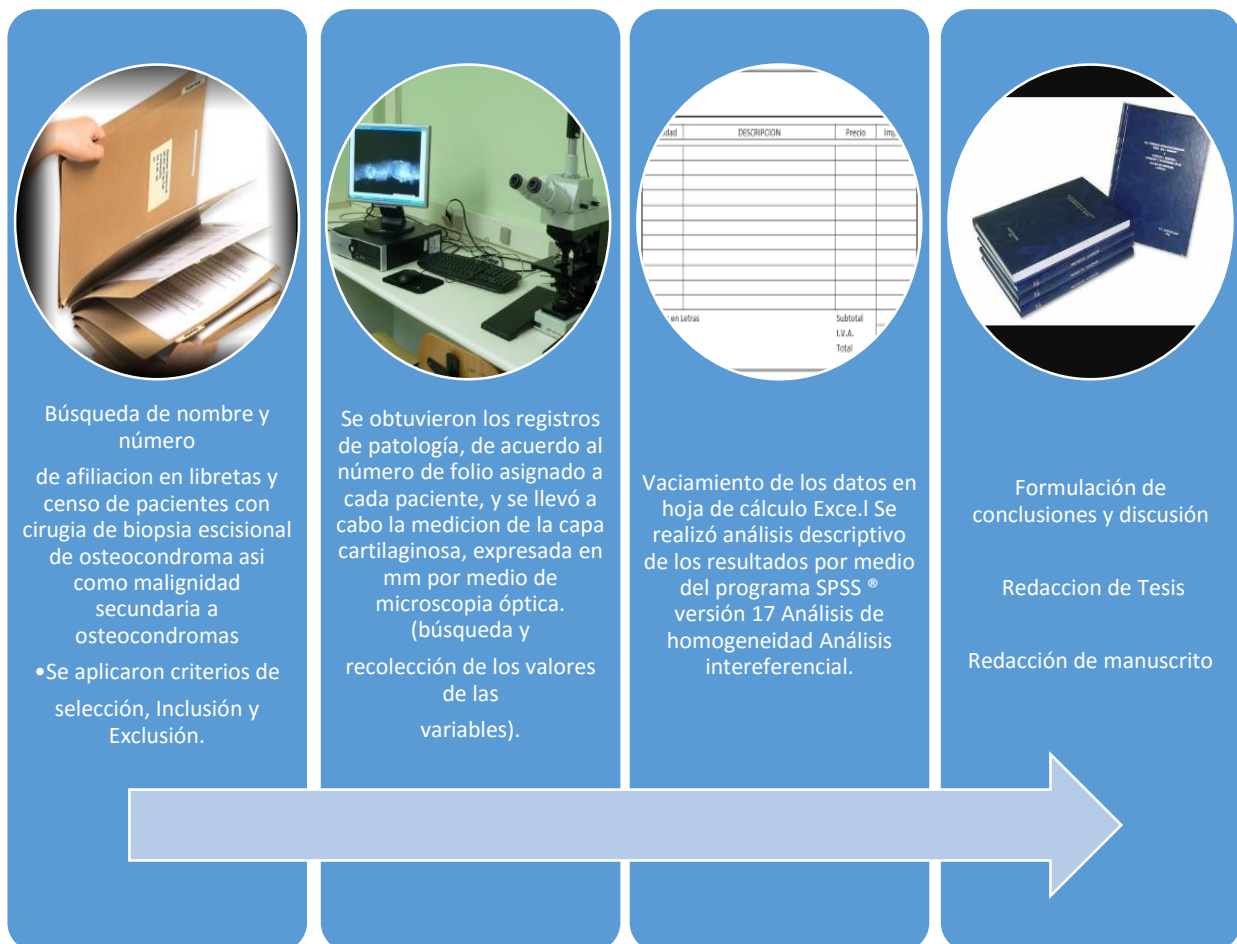 Búsqueda de nombre y
número
de afiliacion en libretas y
censo de pacientes con
cirugia de biopsia escisional
de osteocondroma asi
como malignidad
secundaria a
osteocondromas
•Se aplicaron criterios de
selección, Inclusión y
Exclusión.
Se obtuvieron los registros
de patología, de acuerdo al
número de folio asignado a
cada paciente, y se llevó a
cabo la medicion de la capa
cartilaginosa, expresada en
mm por medio de
microscopia óptica.
(búsqueda y
recolección de los valores
de las
variables).
DESCRIPCION Precio
en Letras Subtotal
I.V.A.
Total
Vaciamiento de los datos en
hoja de cálculo Exce.l Se
realizó análisis descriptivo
de los resultados por medio
del programa SPSS ®
versión 17 Análisis de
homogeneidad Análisis
intereferencial.
Formulación de
conclusiones y discusión
Redaccion de Tesis
Redacción de manuscrito